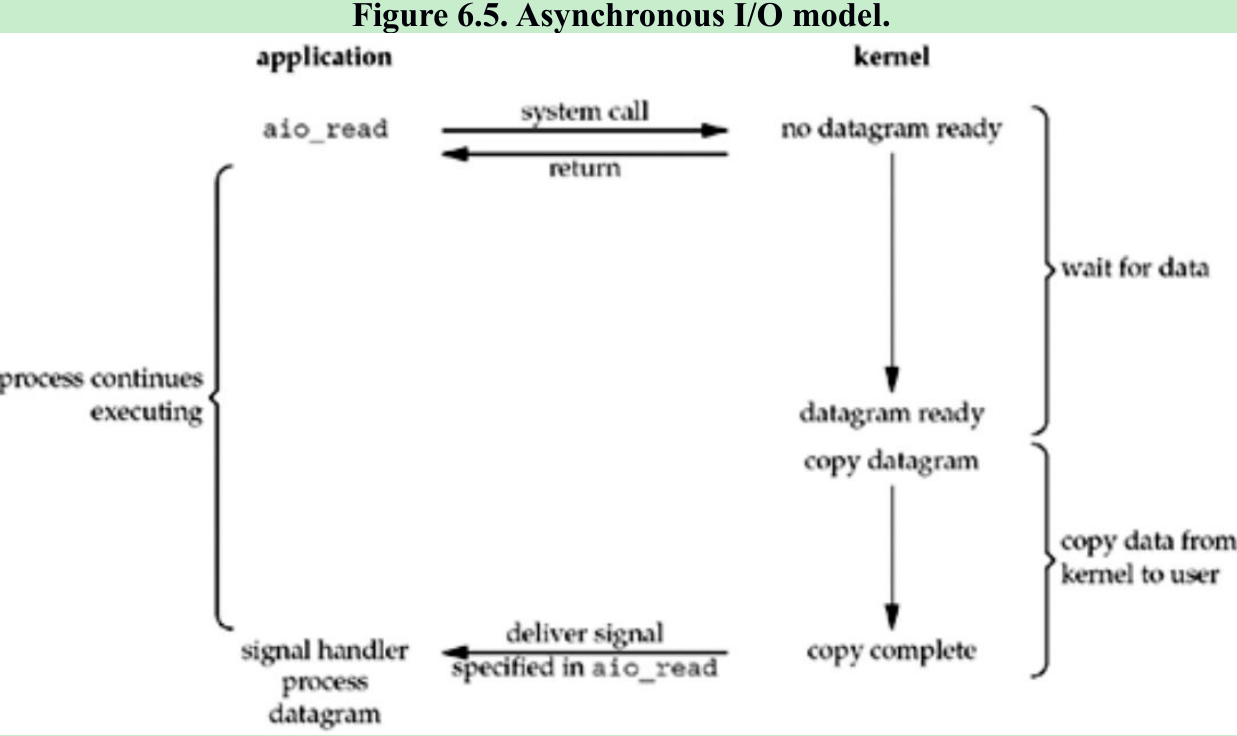 Figure 6.5. Asynchronous I/O model.
application
kernel
aio_read
system call
return
no datagram ready
wait for data
process continues
executing
datagram ready
copy datagram
copy data from
kernel to user
signal handler
process
datagram
deliver signal
specified in aio_read
copy complete